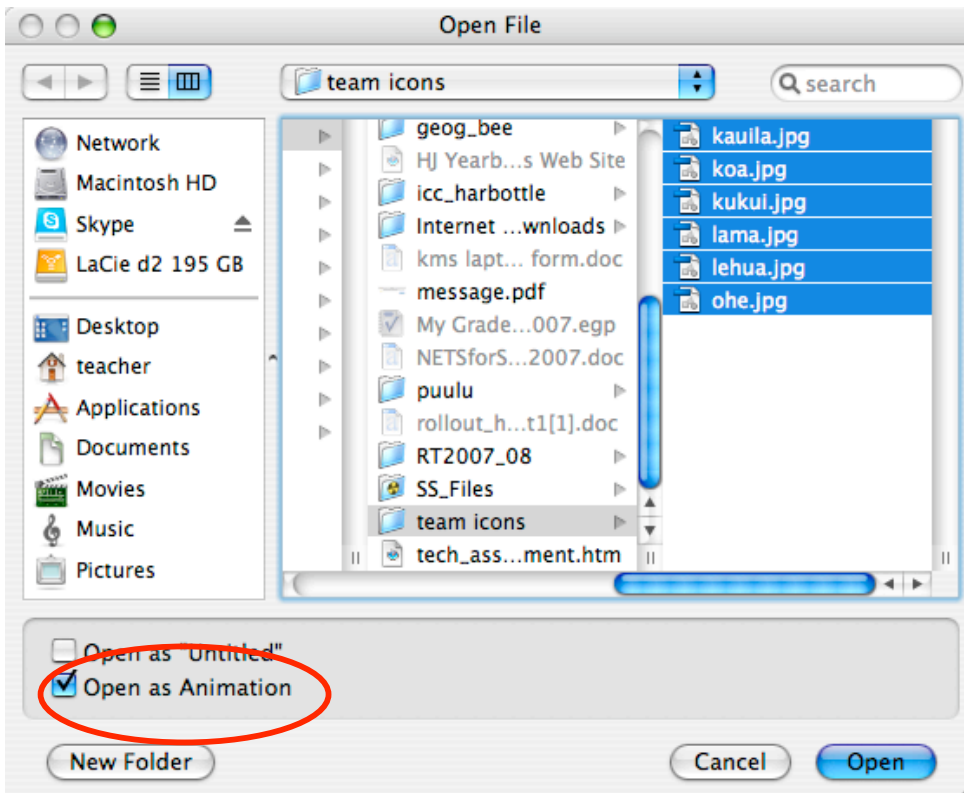 Open File
team icons
search
Network
Macintosh HD
Skype
LaCie d2 195 GB
Desktop
teacher
Applications
Documents
Movies
Music
Pictures
geog_bee
HJ Yearb...s Web Site
icc_harbottle
Internet ...wnloads
kms lapt... form.doc
message.pdf
My Grade...007.egp
NETSforS...2007.doc
puulu
rollout_h...t1[1].doc
RT2007_08
SS_Files
team icons
tech_ass...ment.htm
kauila.jpg
koa.jpg
kukui.jpg
lama.jpg
lehua.jpg
ohe.jpg
Open as "Untitled"
Open as Animation
New Folder
Cancel
Open